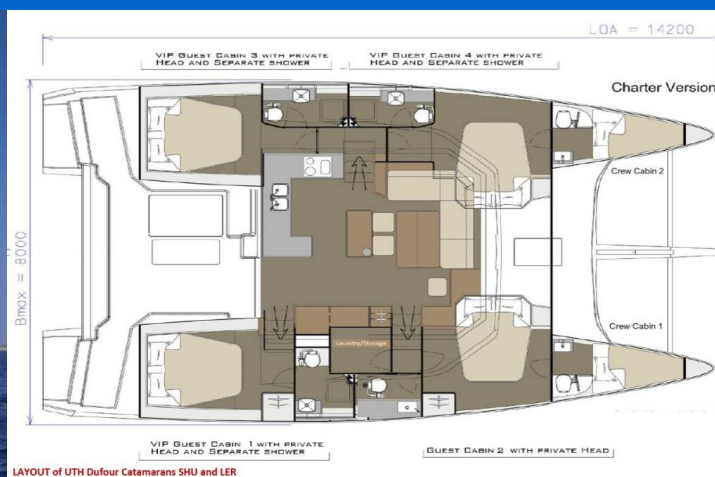 LOA = 14200
VIP GUEST CABIN 3 WITH PRIVATE
HEAD AND SEPARATE SHOWER
VIP GUEST CABIN 4 WITH PRIVATE
HEAD AND SEPARATE SHOWER
Charter Version
Crew Cabin 2
Bmax = 8000
Crew Cabin 1
Laundry/Storage
VIP GUEST CABIN 1 WITH PRIVATE
HEAD AND SEPARATE SHOWER
GUEST CABIN 2 WITH PRIVATE HEAD
LAYOUT of UTH Dufour Catamarans SHU and LER